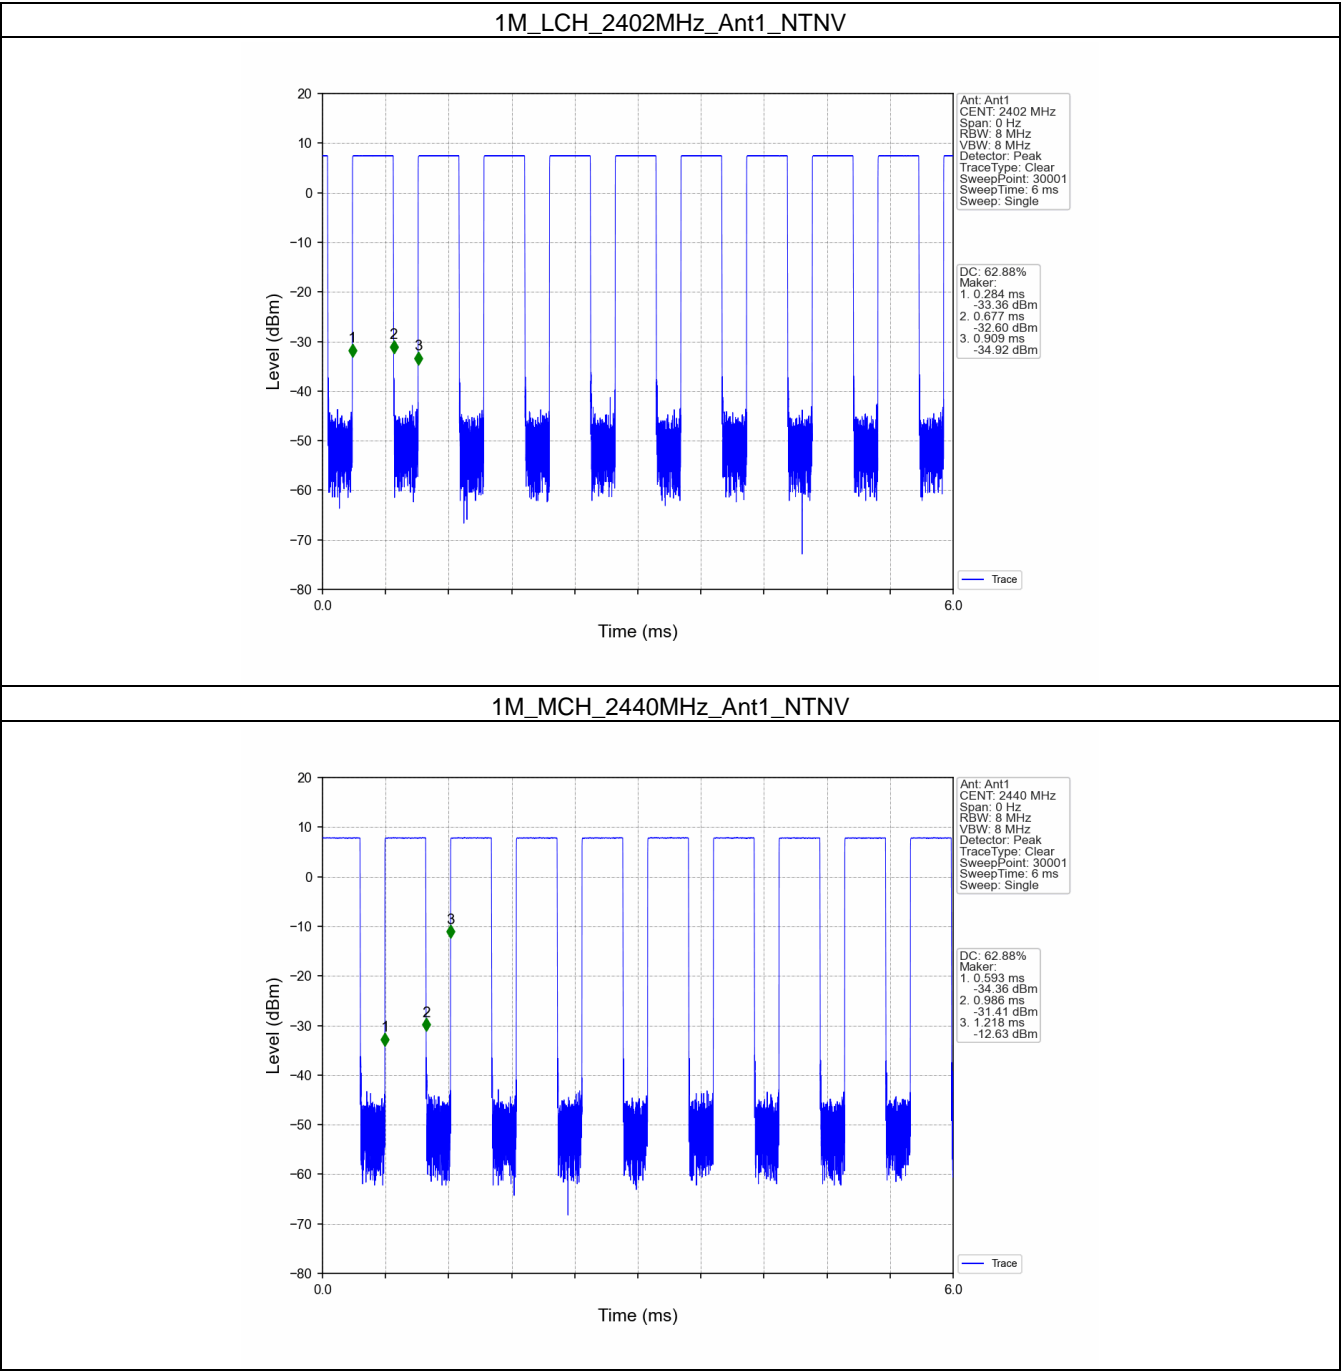 1M_LCH_2402MHz_Ant1_NTNV
20
10
0
−10
−20
−30
−40
−50
−60
−70
−80
Level (dBm)
1
2
3
0.0
6.0
Time (ms)
Ant: Ant1
CENT: 2402 MHz
Span: 0 Hz
RBW: 8 MHz
VBW: 8 MHz
Detector: Peak
TraceType: Clear
SweepPoint: 30001
SweepTime: 6 ms
Sweep: Single
DC: 62.88%
Maker:
1. 0.284 ms
-33.36 dBm
2. 0.677 ms
-32.60 dBm
3. 0.909 ms
-34.92 dBm
Trace
1M_MCH_2440MHz_Ant1_NTNV
20
10
0
−10
−20
−30
−40
−50
−60
−70
−80
Level (dBm)
1
2
3
0.0
6.0
Time (ms)
Ant: Ant1
CENT: 2440 MHz
Span: 0 Hz
RBW: 8 MHz
VBW: 8 MHz
Detector: Peak
TraceType: Clear
SweepPoint: 30001
SweepTime: 6 ms
Sweep: Single
DC: 62.88%
Maker:
1. 0.593 ms
-34.36 dBm
2. 0.986 ms
-31.41 dBm
3. 1.218 ms
-12.63 dBm
Trace